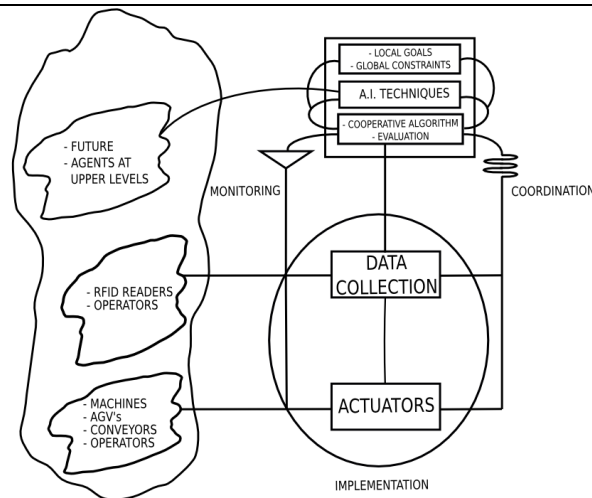 - LOCAL GOALS
- GLOBAL CONSTRAINTS
A.I. TECHNIQUES
- COOPERATIVE ALGORITHM
- EVALUATION
- FUTURE
- AGENTS AT
UPPER LEVELS
MONITORING
COORDINATION
DATA
COLLECTION
- RFID READERS
- OPERATORS
ACTUATORS
- MACHINES
- AGV's
- CONVEYORS
- OPERATORS
IMPLEMENTATION